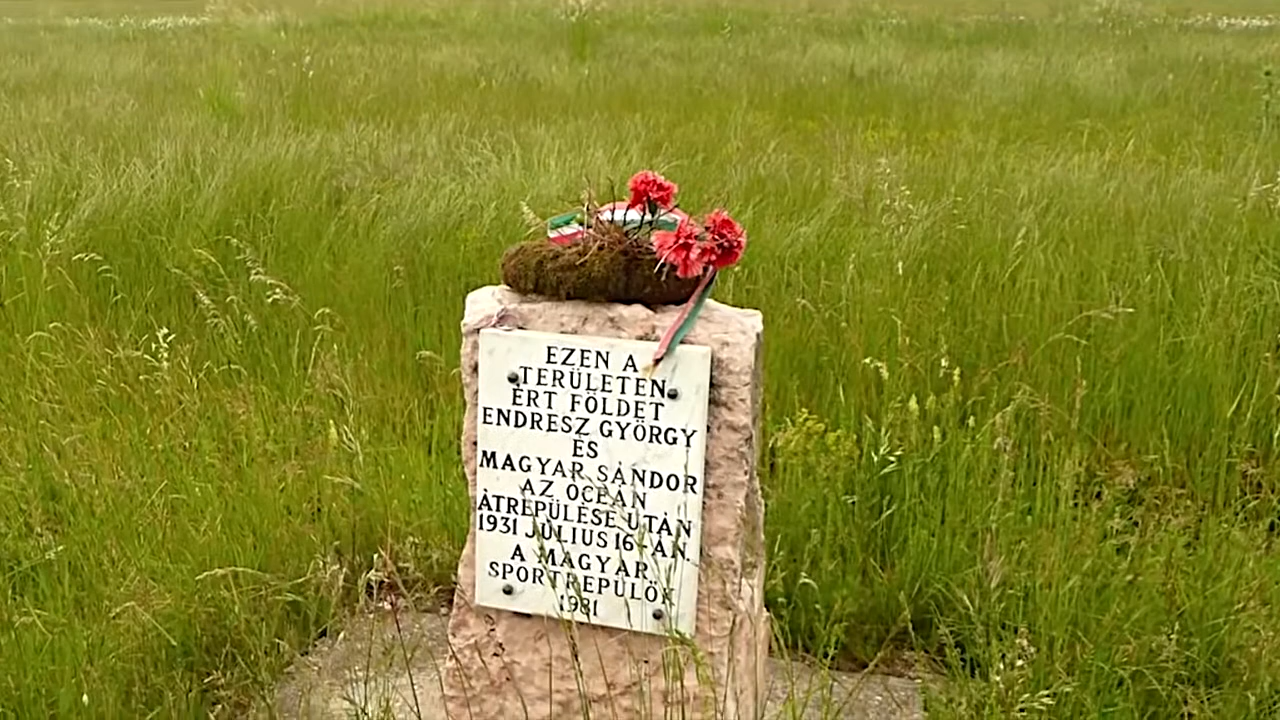 EZEN A
TERÜLETEN
ÉRT FÖLDET
ENDRESZ GYÖRGY
ÉS
MAGYAR SÁNDOR
AZ ÓCEÁN
ÁTREPÜLÉSE UTÁN
1931 JÚLIUS 16-ÁN.
A MAGYAR
SPORTREPÜLŐK
1981